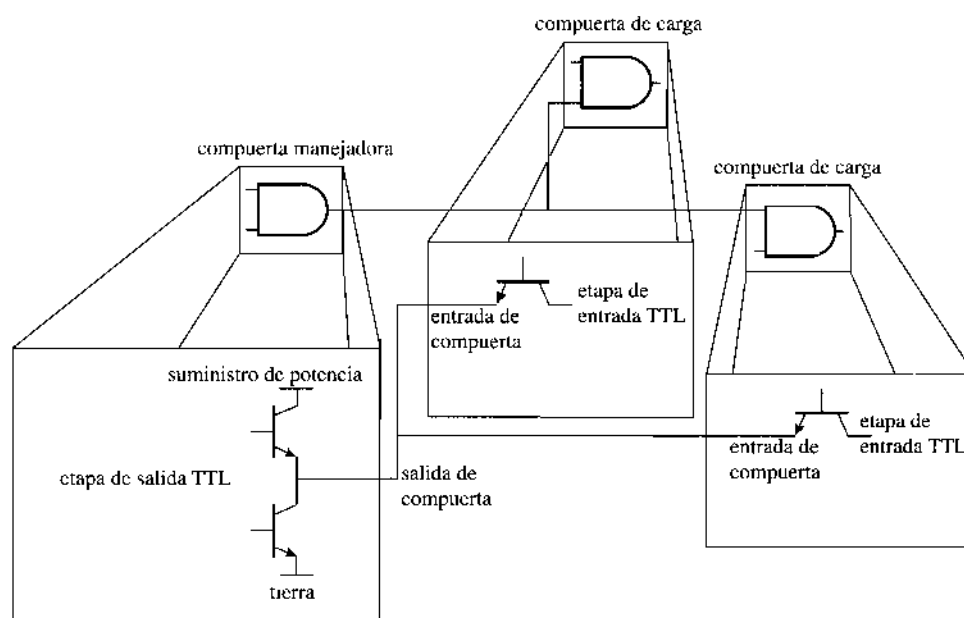 compuerta de carga
compuerta manejadora
compuerta de carga
entrada de
compuerta
etapa de
entrada TTL
suministro de potencia
etapa de salida TTL
salida de
compuerta
tierra
entrada de
compuerta
etapa de
entrada TTL